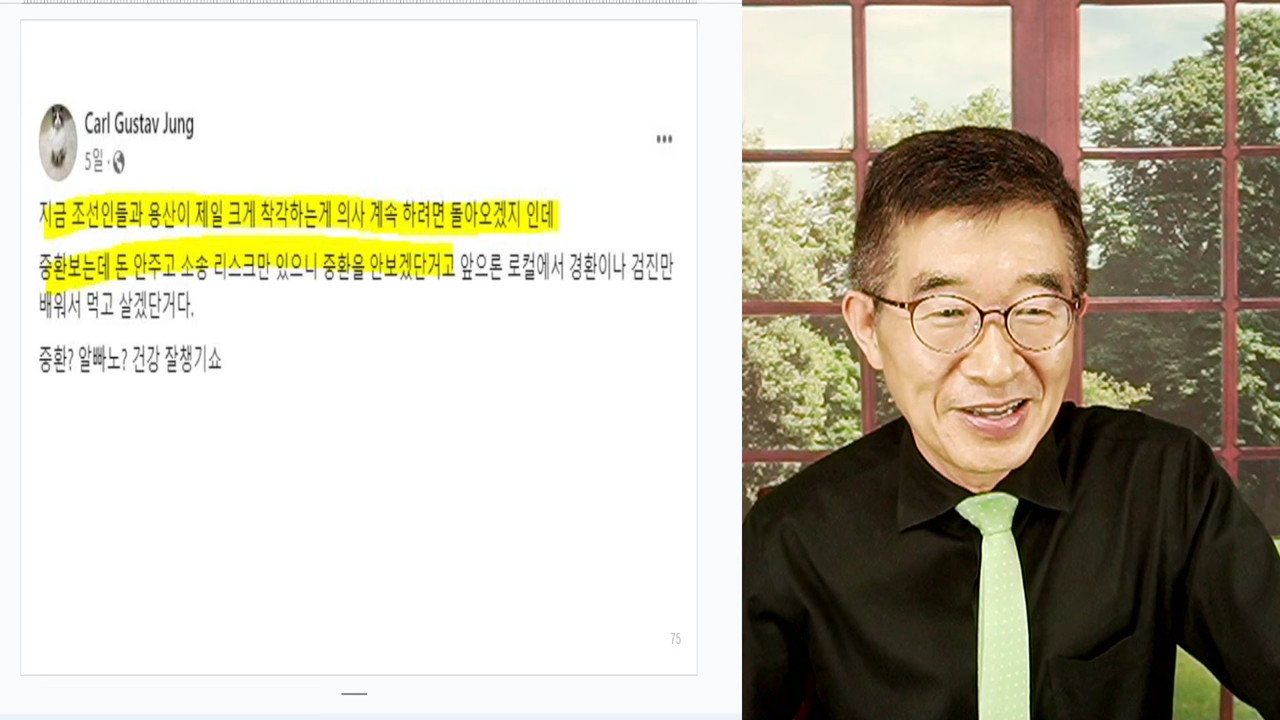 Carl Gustav Jung
5일 ·
지금 조선인들과 용산이 제일 크게 착각하는게 의사 계속 하려면 돌아오겠지 인데
중환보는데 돈 안주고 소송 리스크만 있으니 중환을 안보겠단거고 앞으론 로컬에서 경환이나 검진만
배워서 먹고 살겠단거다.
중환? 알빠노? 건강 잘챙기쇼
75